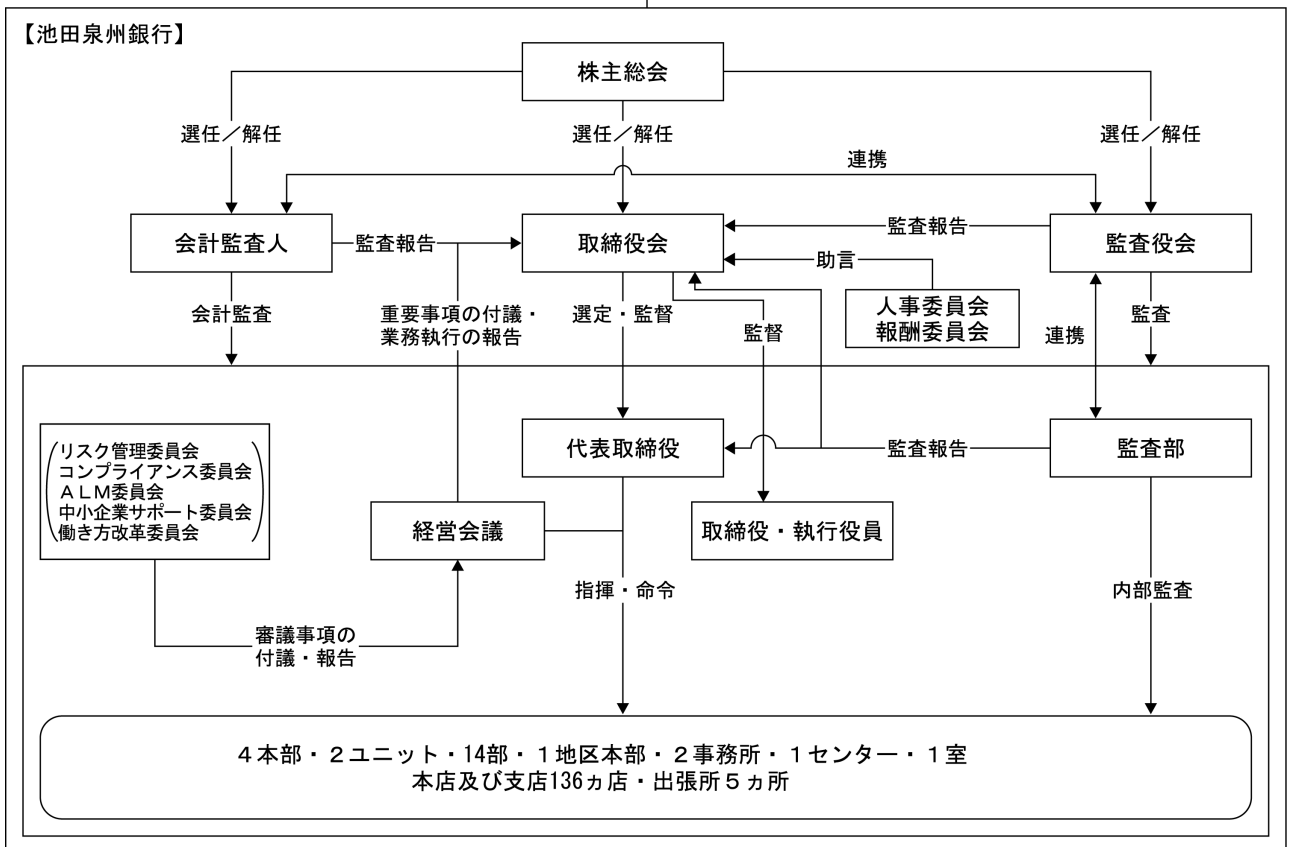 【池田泉州銀行】
株主総会
選任／解任
選任／解任
選任／解任
連携
会計監査人
監査報告
取締役会
監査報告
監査役会
助言
人事委員会
報酬委員会
会計監査
重要事項の付議・
業務執行の報告
選定・監督
監督
連携
監査
リスク管理委員会
コンプライアンス委員会
ＡＬＭ委員会
中小企業サポート委員会
働き方改革委員会
代表取締役
監査報告
監査部
経営会議
取締役・執行役員
指揮・命令
内部監査
審議事項の
付議・報告
４本部・２ユニット・14部・１地区本部・２事務所・１センター・１室
本店及び支店136ヵ店・出張所５ヵ所